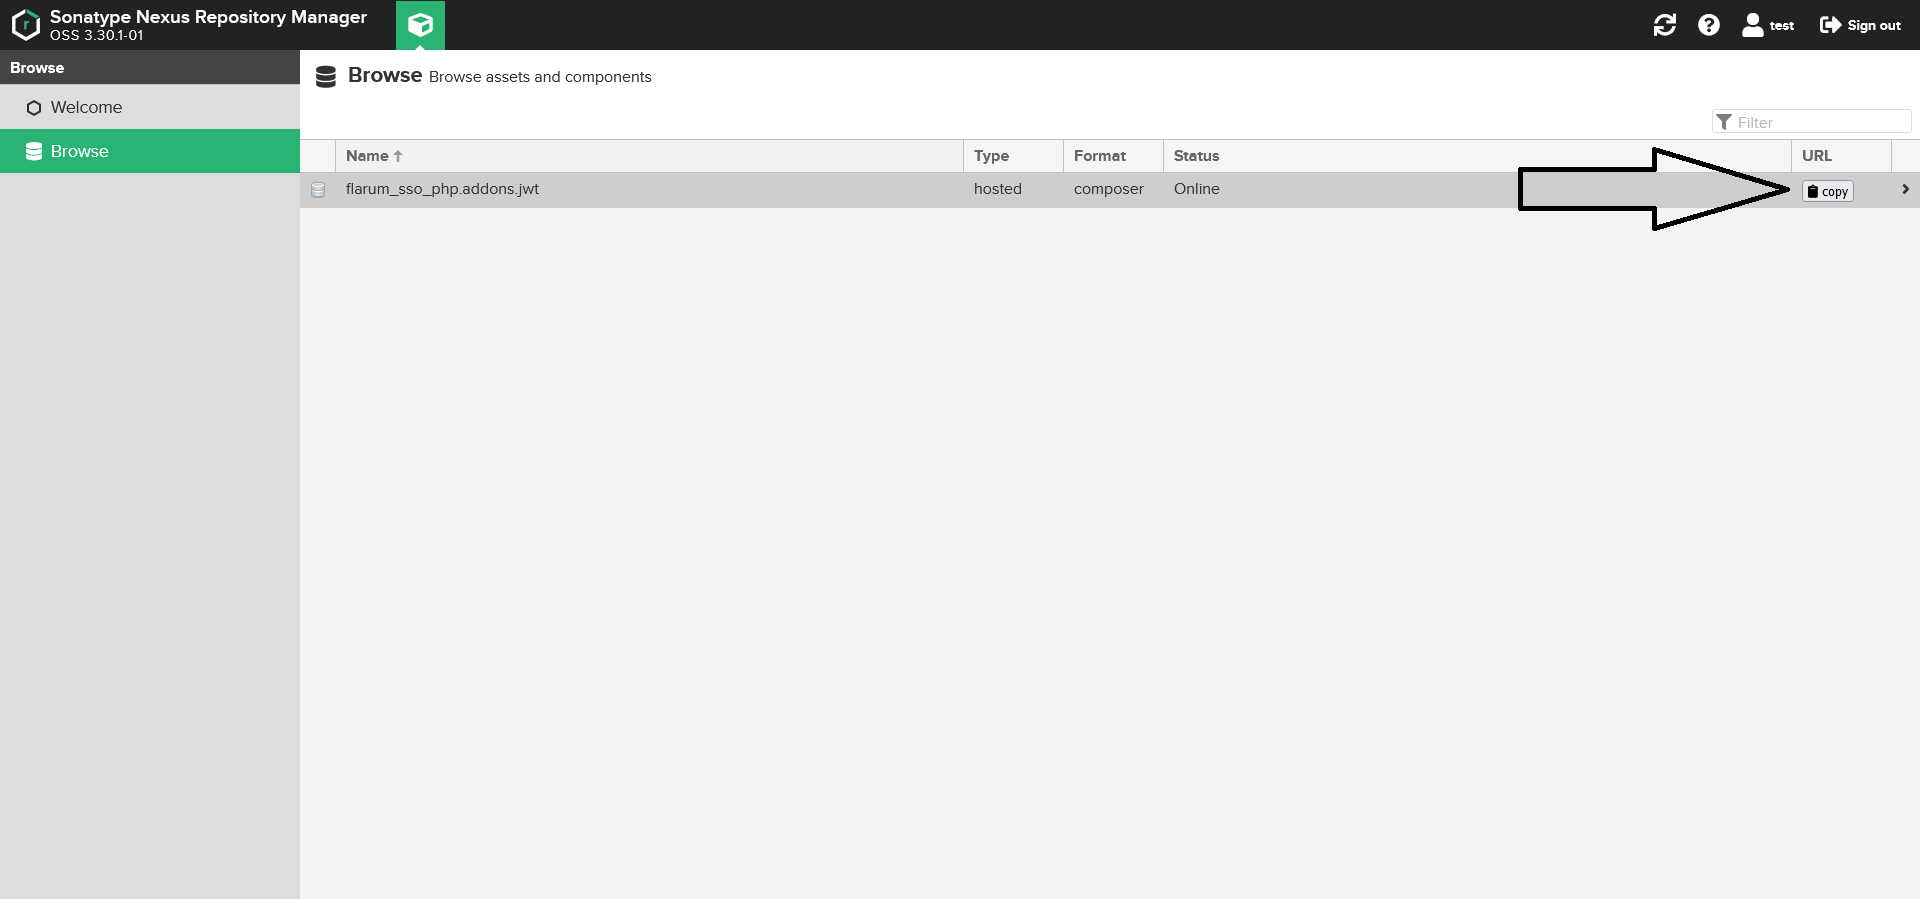 Sonatype Nexus Repository Manager
OSS 3.30.1-01
test
Sign out
Browse
Welcome
Browse
Browse Browse assets and components
Filter
Name Type Format Status URL
flarum_sso_php.addons.jwt hosted composer Online copy